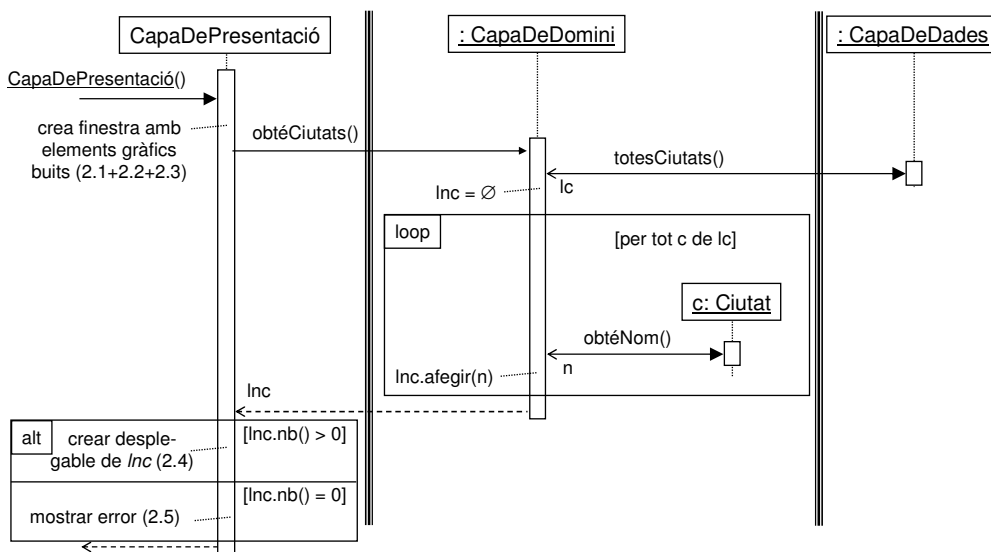 CapaDePresentació
: CapaDeDomini
: CapaDeDades
CapaDePresentació()
crea finestra amb
elements gràfics
buits (2.1+2.2+2.3)
obtéCiutats()
totesCiutats()
lc
lnc = ∅
loop
[per tot c de lc]
c: Ciutat
obtéNom()
n
lnc.afegir(n)
lnc
alt
[lnc.nb() > 0]
crear desple-
gable de lnc (2.4)
[lnc.nb() = 0]
mostrar error (2.5)